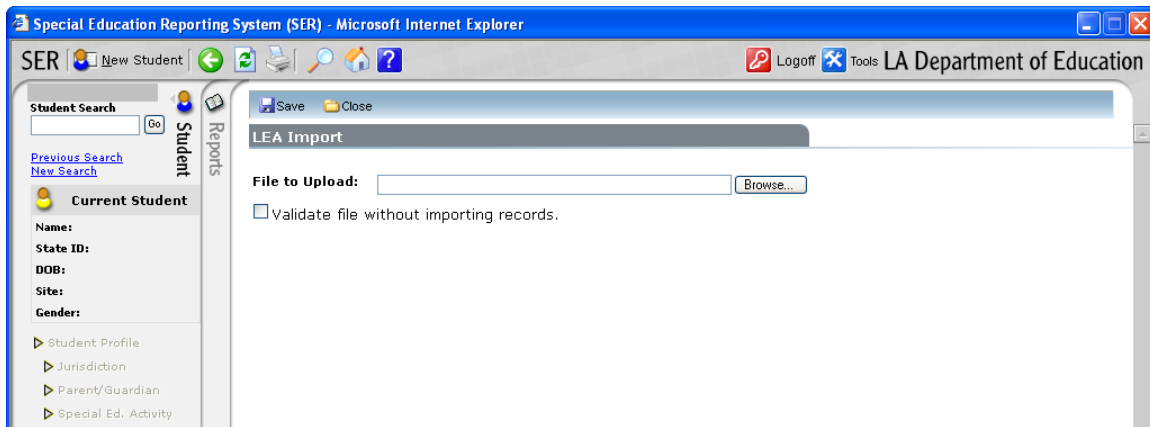 Special Education Reporting System (SER) - Microsoft Internet Explorer
SER New Student Logoff Tools LA Department of Education
Student Search
Go
Previous Search
New Search
Student
Reports
Current Student
Name:
State ID:
DOB:
Site:
Gender:
Student Profile
Jurisdiction
Parent/Guardian
Special Ed. Activity
Save Close
LEA Import
File to Upload: Browse...
Validate file without importing records.